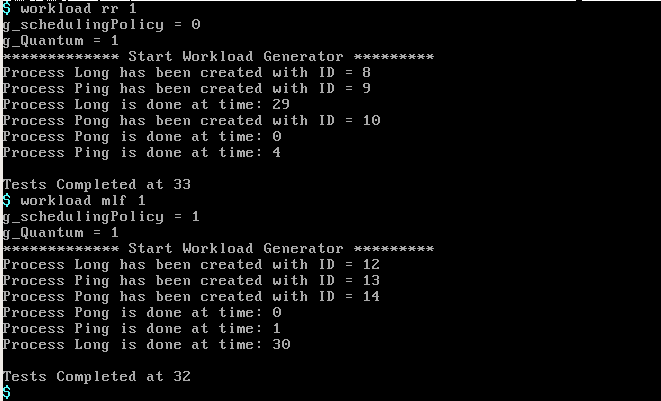 $ workload rr 1
g_schedulingPolicy = 0
g_Quantum = 1
************* Start Workload Generator *********
Process Long has been created with ID = 8
Process Ping has been created with ID = 9
Process Long is done at time: 29
Process Pong has been created with ID = 10
Process Pong is done at time: 0
Process Ping is done at time: 4
Tests Completed at 33
$ workload mlf 1
g_schedulingPolicy = 1
g_Quantum = 1
************* Start Workload Generator *********
Process Long has been created with ID = 12
Process Ping has been created with ID = 13
Process Pong has been created with ID = 14
Process Pong is done at time: 0
Process Ping is done at time: 1
Process Long is done at time: 30
Tests Completed at 32
$